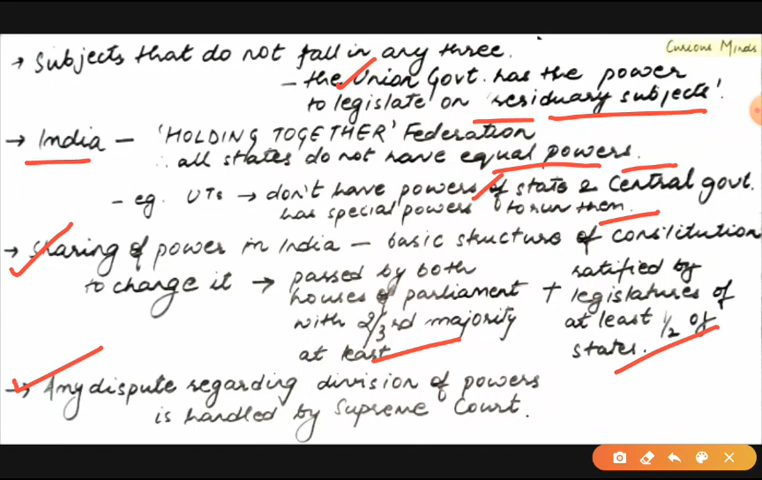 Curious Minds
→ Subjects that do not fall in any three.
– the Union Govt. has the power
to legislate on 'residuary subjects'.
→ India – 'HOLDING TOGETHER' Federation
∴ all states do not have equal powers.
– eg. UTs → don't have powers of state & Central govt.
has special powers to run them.
→ Sharing of power in India – basic structure of constitution
to change it → passed by both houses of parliament with 2/3rd majority at least + ratified by legislatures of at least 1/2 of states.
→ Any dispute regarding division of powers
is handled by Supreme Court.